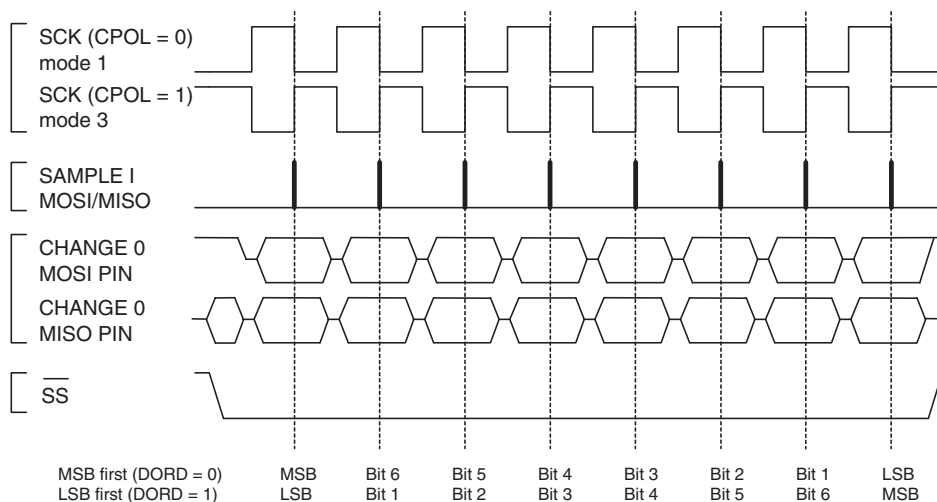 SCK (CPOL = 0)
mode 1
SCK (CPOL = 1)
mode 3
SAMPLE I
MOSI/MISO
CHANGE 0
MOSI PIN
CHANGE 0
MISO PIN
SS
MSB first (DORD = 0) MSB Bit 6 Bit 5 Bit 4 Bit 3 Bit 2 Bit 1 LSB
LSB first (DORD = 1) LSB Bit 1 Bit 2 Bit 3 Bit 4 Bit 5 Bit 6 MSB